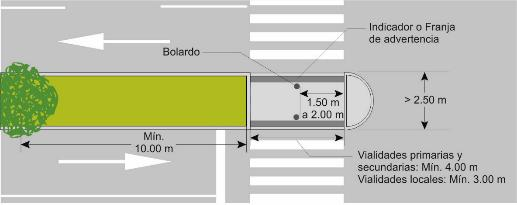 Indicador o Franja
de advertencia
Bolardo
1.50 m
a 2.00 m
> 2.50 m
Mín.
10.00 m
Vialidades primarias y
secundarias: Mín. 4.00 m
Vialidades locales: Mín. 3.00 m